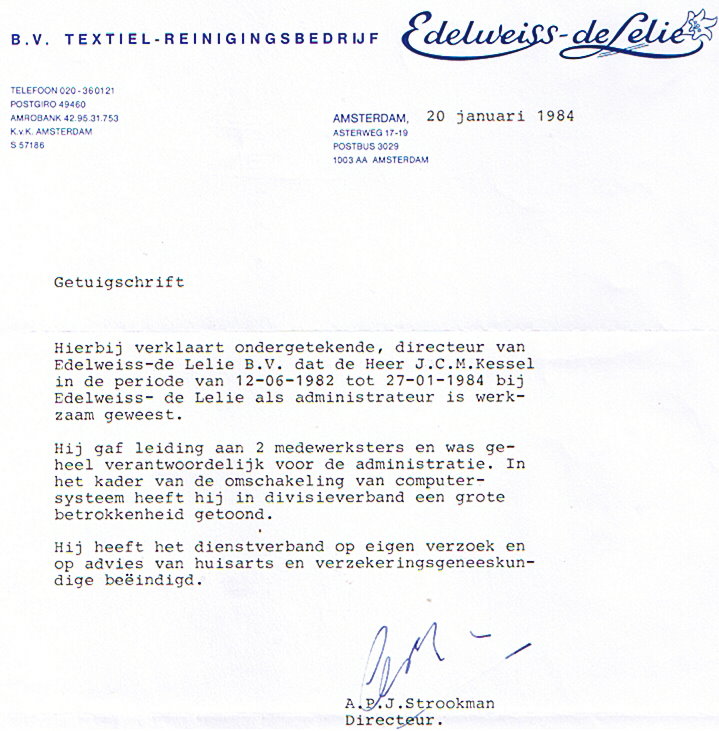 B.V. TEXTIEL-REINIGINGSBEDRIJF Edelweiss-de Lelie
TELEFOON 020-360121
POSTGIRO 49460
AMROBANK 42.95.31.753
K.v.K. AMSTERDAM
S 57186
AMSTERDAM, 20 januari 1984
ASTERWEG 17-19
POSTBUS 3029
1003 AA AMSTERDAM
Getuigschrift
Hierbij verklaart ondergetekende, directeur van
Edelweiss-de Lelie B.V. dat de Heer J.C.M.Kessel
in de periode van 12-06-1982 tot 27-01-1984 bij
Edelweiss- de Lelie als administrateur is werk-
zaam geweest.
Hij gaf leiding aan 2 medewerksters en was ge-
heel verantwoordelijk voor de administratie. In
het kader van de omschakeling van computer-
systeem heeft hij in divisieverband een grote
betrokkenheid getoond.
Hij heeft het dienstverband op eigen verzoek en
op advies van huisarts en verzekeringsgeneeskun-
dige beëindigd.
A.P.J.Strookman
Directeur.